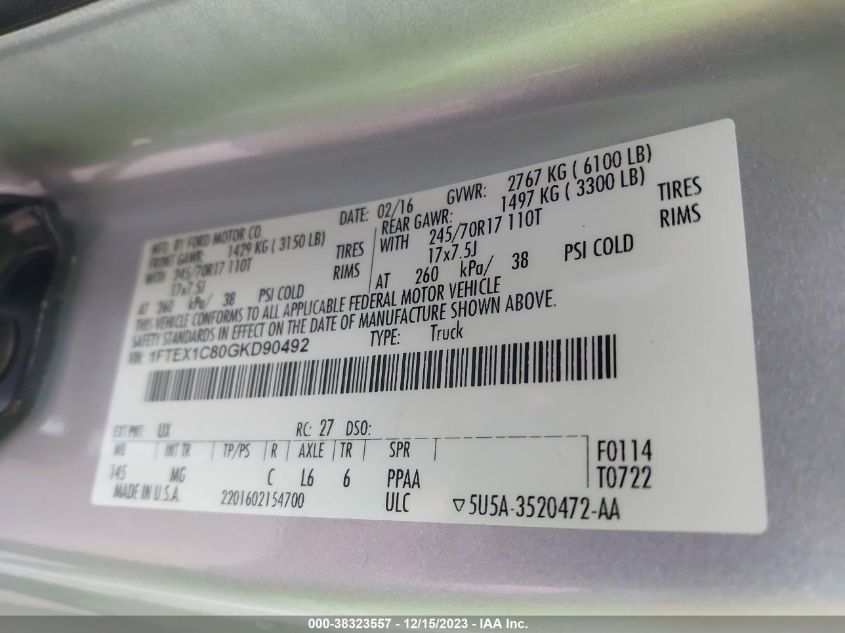 MFD. BY FORD MOTOR CO.
DATE: 02/16 GVWR: 2767 KG ( 6100 LB)
FRONT GAWR: 1429 KG ( 3150 LB) REAR GAWR: 1497 KG ( 3300 LB)
WITH 245/70R17 110T TIRES WITH 245/70R17 110T TIRES
17x7.5J RIMS 17x7.5J RIMS
AT 260 kPa/ 38 PSI COLD AT 260 kPa/ 38 PSI COLD
THIS VEHICLE CONFORMS TO ALL APPLICABLE FEDERAL MOTOR VEHICLE
SAFETY STANDARDS IN EFFECT ON THE DATE OF MANUFACTURE SHOWN ABOVE.
VIN: 1FTEX1C80GKD90492 TYPE: Truck
EXT PNT: UX RC: 27 DSO:
WB INT TR TP/PS R AXLE TR SPR F0114
145 MG C L6 6 PPAA T0722
MADE IN U.S.A. 2201602154700 ULC ▽5U5A-3520472-AA
000-38323557 - 12/15/2023 - IAA Inc.